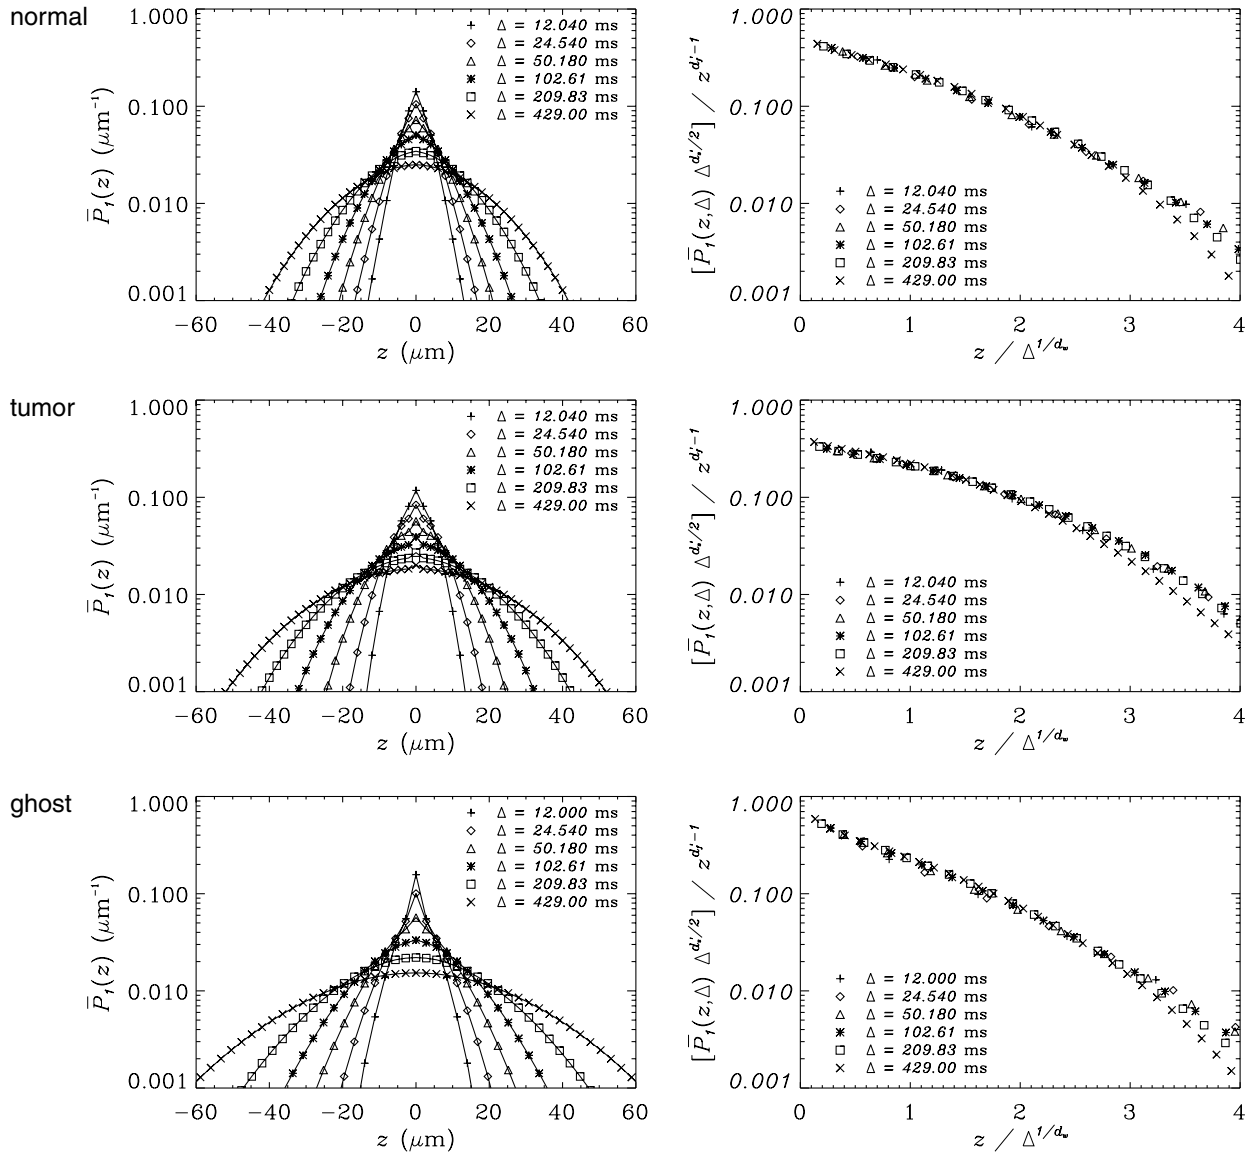 normal
1.000
0.100
0.010
0.001
P̄₁(z) (μm⁻¹)
Δ = 12.040 ms
Δ = 24.540 ms
Δ = 50.180 ms
Δ = 102.61 ms
Δ = 209.83 ms
Δ = 429.00 ms
−60 −40 −20 0 20 40 60
z (μm)
1.000
0.100
0.010
0.001
[P̄₁(z,Δ) Δ^{d_s'/2}] / z^{d_f'−1}
Δ = 12.040 ms
Δ = 24.540 ms
Δ = 50.180 ms
Δ = 102.61 ms
Δ = 209.83 ms
Δ = 429.00 ms
0 1 2 3 4
z / Δ^{1/d_w}
tumor
1.000
0.100
0.010
0.001
P̄₁(z) (μm⁻¹)
Δ = 12.040 ms
Δ = 24.540 ms
Δ = 50.180 ms
Δ = 102.61 ms
Δ = 209.83 ms
Δ = 429.00 ms
−60 −40 −20 0 20 40 60
z (μm)
1.000
0.100
0.010
0.001
[P̄₁(z,Δ) Δ^{d_s'/2}] / z^{d_f'−1}
Δ = 12.040 ms
Δ = 24.540 ms
Δ = 50.180 ms
Δ = 102.61 ms
Δ = 209.83 ms
Δ = 429.00 ms
0 1 2 3 4
z / Δ^{1/d_w}
ghost
1.000
0.100
0.010
0.001
P̄₁(z) (μm⁻¹)
Δ = 12.000 ms
Δ = 24.540 ms
Δ = 50.180 ms
Δ = 102.61 ms
Δ = 209.83 ms
Δ = 429.00 ms
−60 −40 −20 0 20 40 60
z (μm)
1.000
0.100
0.010
0.001
[P̄₁(z,Δ) Δ^{d_s'/2}] / z^{d_f'−1}
Δ = 12.000 ms
Δ = 24.540 ms
Δ = 50.180 ms
Δ = 102.61 ms
Δ = 209.83 ms
Δ = 429.00 ms
0 1 2 3 4
z / Δ^{1/d_w}